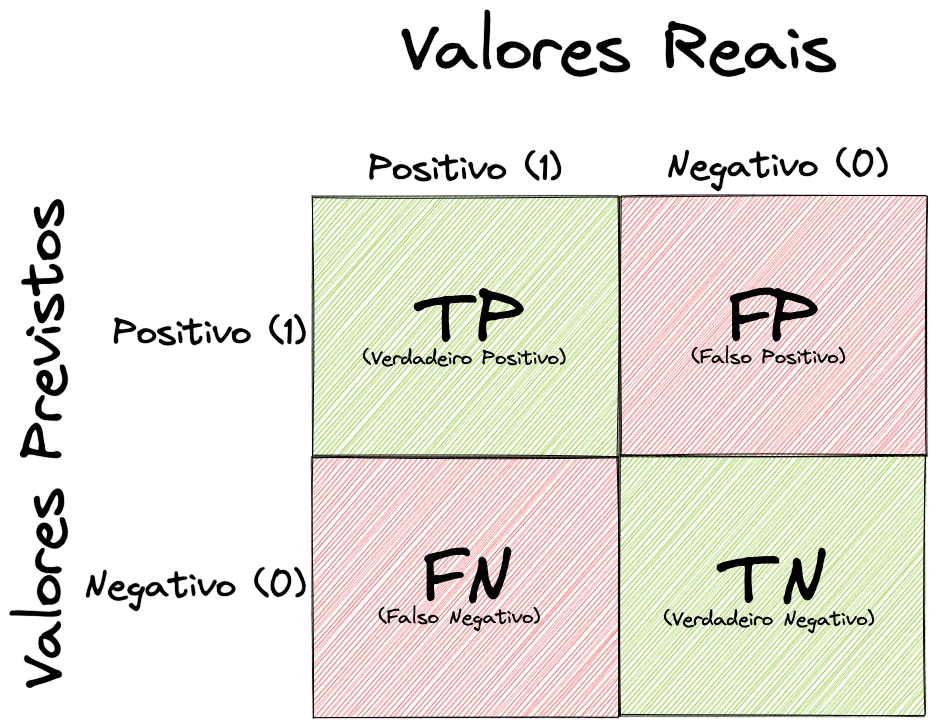 Valores Reais
Positivo (1)
Negativo (0)
Valores Previstos
Positivo (1)
TP
(Verdadeiro Positivo)
FP
(Falso Positivo)
Negativo (0)
FN
(Falso Negativo)
TN
(Verdadeiro Negativo)